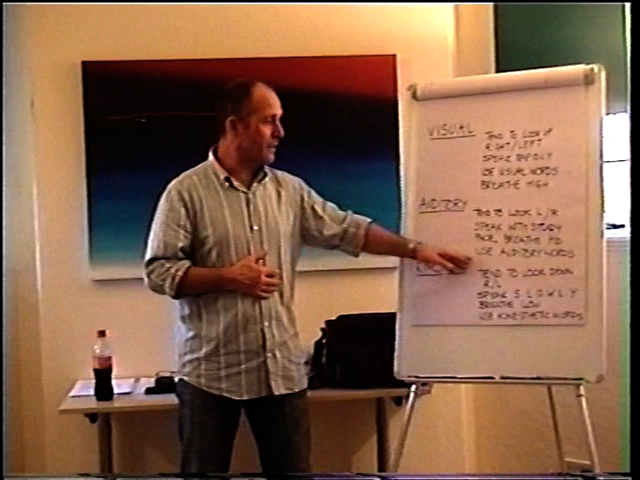 VISUAL
TEND TO LOOK UP
RIGHT/LEFT
SPEAK RAPIDLY
USE VISUAL WORDS
BREATHE HIGH
AUDITORY
TEND TO LOOK L/R
SPEAK WITH STEADY
PACE, BREATHE MID
USE AUDITORY WORDS
TEND TO LOOK DOWN
R/L
SPEAK S L O W L Y
BREATHE LOW
USE KINESTHETIC WORDS